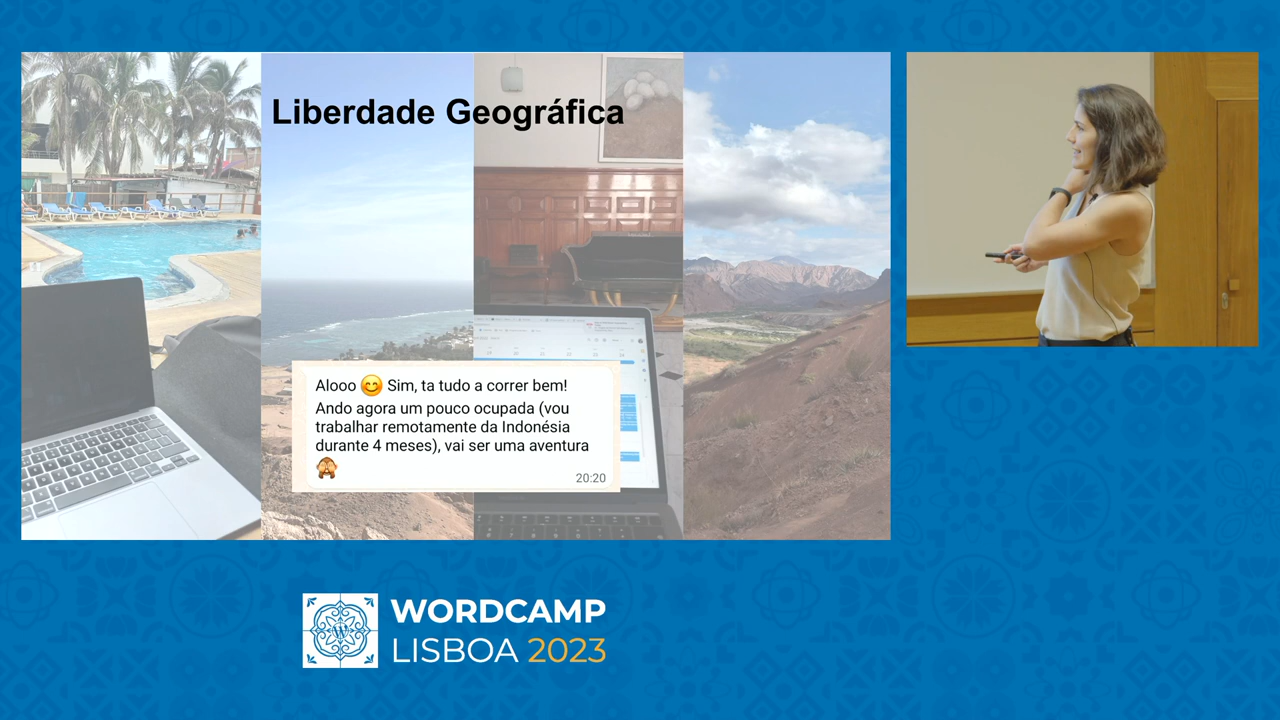 Liberdade Geográfica
Alooo 😊 Sim, ta tudo a correr bem!
Ando agora um pouco ocupada (vou
trabalhar remotamente da Indonésia
durante 4 meses), vai ser uma aventura
🙈
20:20
WORDCAMP
LISBOA 2023